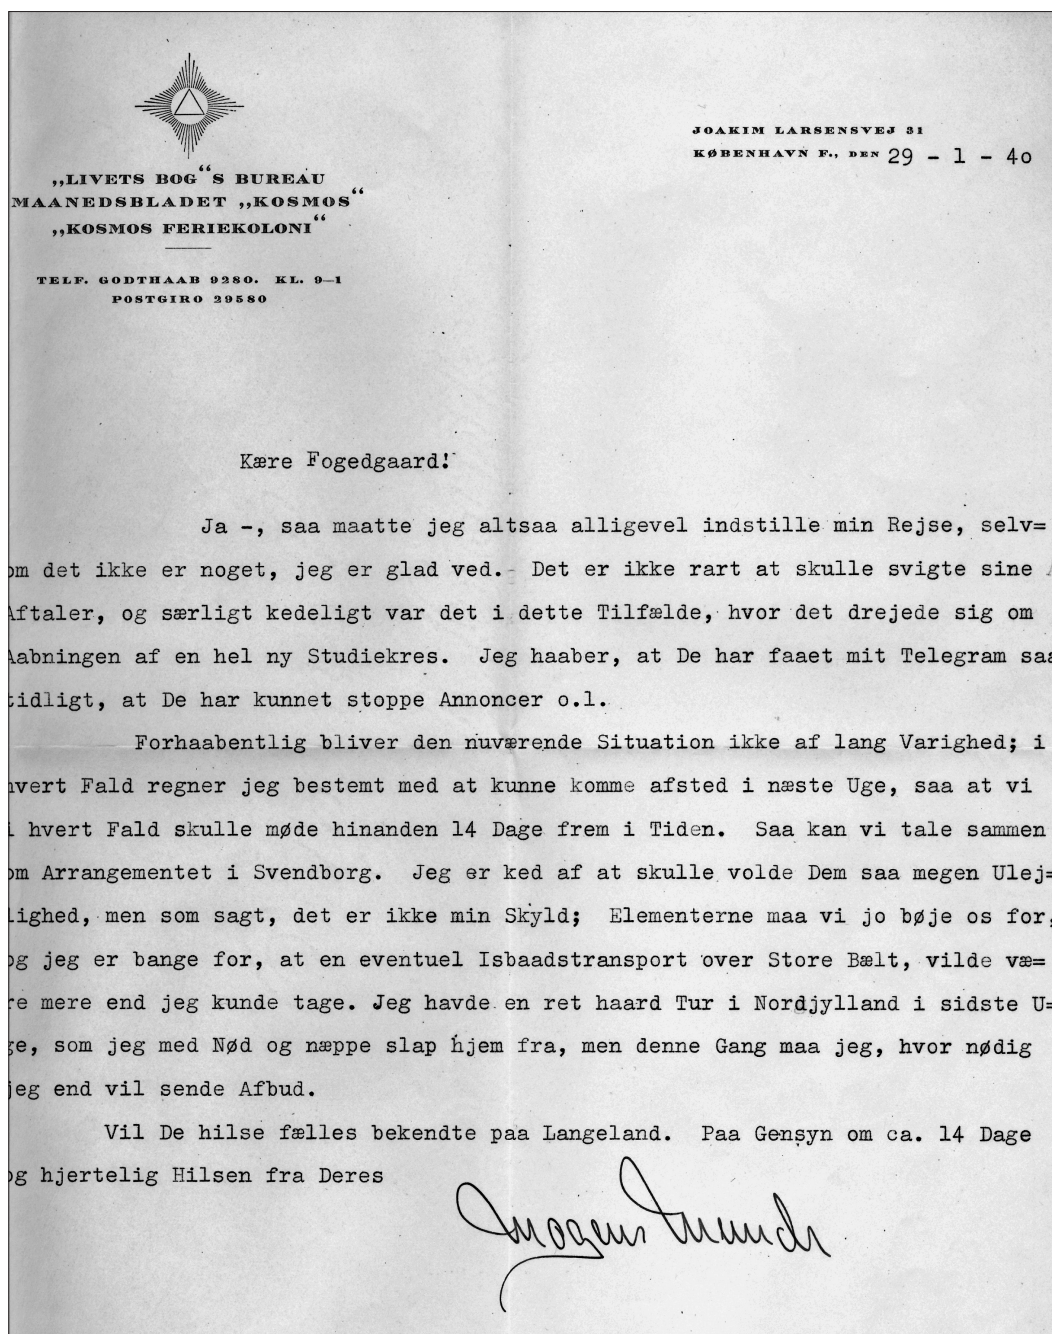 JOAKIM LARSENSVEJ 31
KØBENHAVN F., DEN 29 - 1 - 40
„LIVETS BOG“S BUREAU
MAANEDSBLADET „KOSMOS“
„KOSMOS FERIEKOLONI“
TELF. GODTHAAB 9280. KL. 9—1
POSTGIRO 29580
Kære Fogedgaard!
Ja -, saa maatte jeg altsaa alligevel indstille min Rejse, selv=
om det ikke er noget, jeg er glad ved.- Det er ikke rart at skulle svigte sine A
Aftaler, og særligt kedeligt var det i dette Tilfælde, hvor det drejede sig om
Aabningen af en hel ny Studiekres. Jeg haaber, at De har faaet mit Telegram saa
tidligt, at De har kunnet stoppe Annoncer o.l.
Forhaabentlig bliver den nuværende Situation ikke af lang Varighed; i
hvert Fald regner jeg bestemt med at kunne komme afsted i næste Uge, saa at vi
i hvert Fald skulle møde hinanden 14 Dage frem i Tiden. Saa kan vi tale sammen
om Arrangementet i Svendborg. Jeg er ked af at skulle volde Dem saa megen Ulej=
lighed, men som sagt, det er ikke min Skyld; Elementerne maa vi jo bøje os for,
og jeg er bange for, at en eventuel Isbaadstransport over Store Bælt, vilde væ=
re mere end jeg kunde tage. Jeg havde en ret haard Tur i Nordjylland i sidste U=
ge, som jeg med Nød og næppe slap hjem fra, men denne Gang maa jeg, hvor nødig
jeg end vil sende Afbud.
Vil De hilse fælles bekendte paa Langeland. Paa Gensyn om ca. 14 Dage
og hjertelig Hilsen fra Deres
Mogens Munch